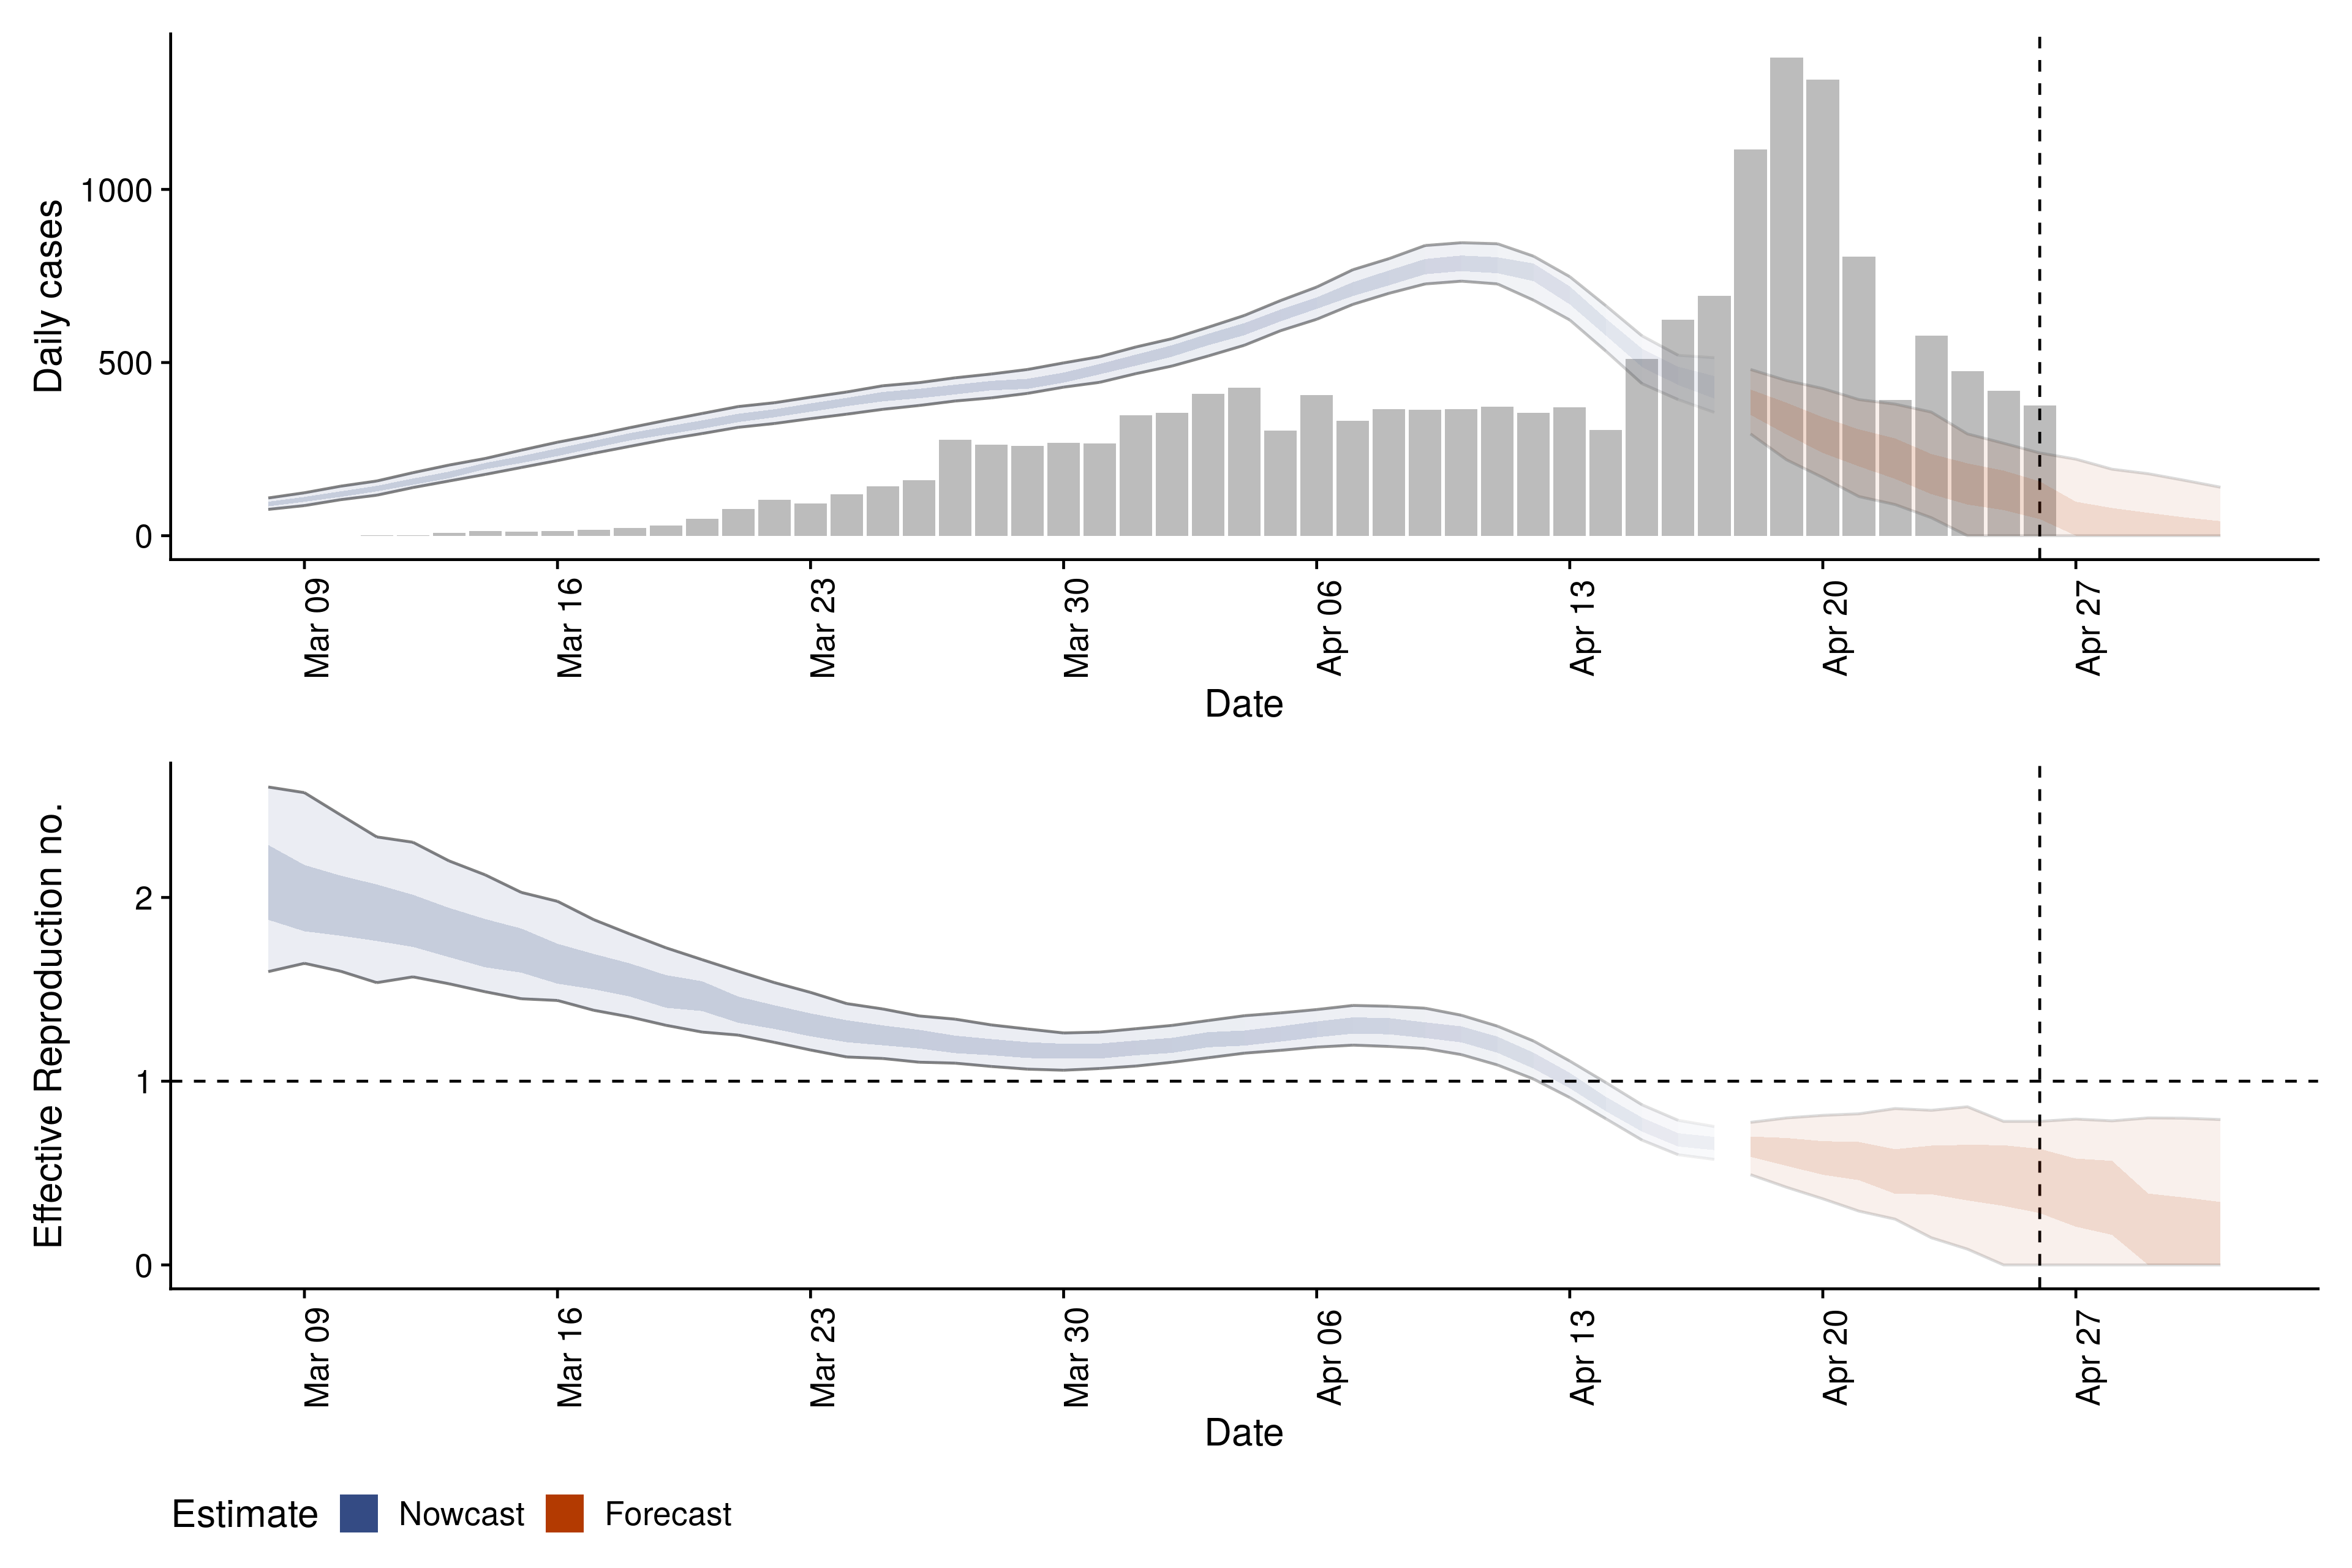 Daily cases
1000
500
0
Mar 09 Mar 16 Mar 23 Mar 30 Apr 06 Apr 13 Apr 20 Apr 27
Date
Effective Reproduction no.
2
1
0
Mar 09 Mar 16 Mar 23 Mar 30 Apr 06 Apr 13 Apr 20 Apr 27
Date
Estimate Nowcast Forecast